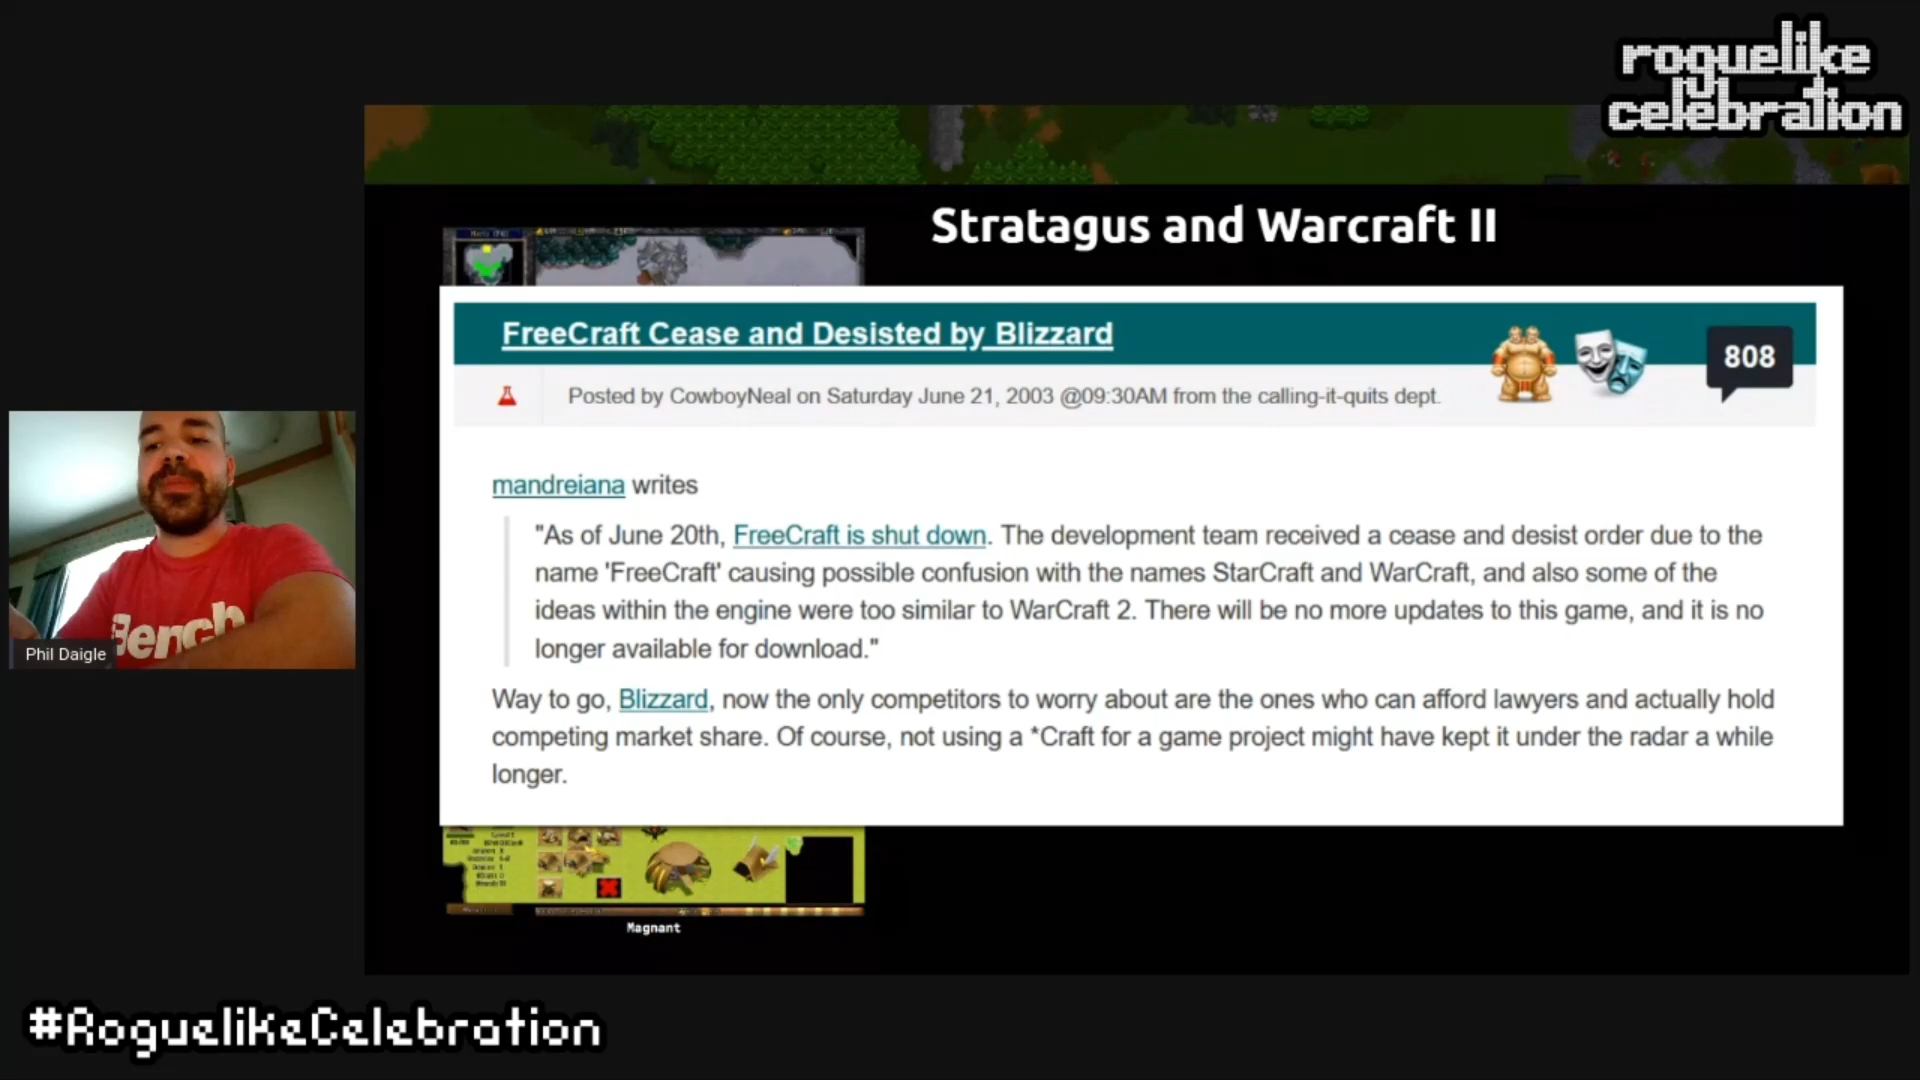 roguelike
celebration
Stratagus and Warcraft II
FreeCraft Cease and Desisted by Blizzard
808
Posted by CowboyNeal on Saturday June 21, 2003 @09:30AM from the calling-it-quits dept.
mandreiana writes
"As of June 20th, FreeCraft is shut down. The development team received a cease and desist order due to the
name 'FreeCraft' causing possible confusion with the names StarCraft and WarCraft, and also some of the
ideas within the engine were too similar to WarCraft 2. There will be no more updates to this game, and it is no
longer available for download."
Way to go, Blizzard, now the only competitors to worry about are the ones who can afford lawyers and actually hold
competing market share. Of course, not using a *Craft for a game project might have kept it under the radar a while
longer.
Bench
Phil Daigle
Magnant
#RoguelikeCelebration